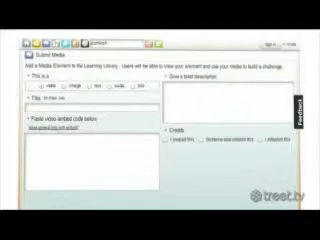 Submit Media
Add a Media Element to the Learning Library. Users will be able to view your element and use your media to build a challenge.
This is a
video image text audio link
Title
Paste video embed code below
Give a brief description:
Credits
I created this Someone else created this I
Feedback
treet.tv